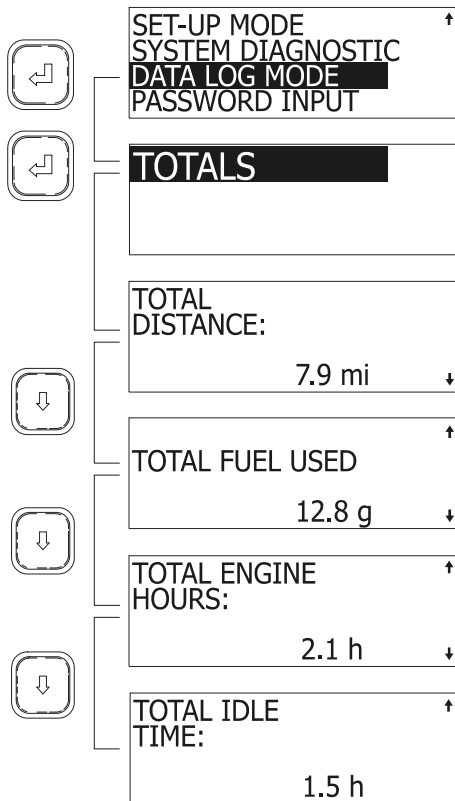 SET-UP MODE
SYSTEM DIAGNOSTIC
DATA LOG MODE
PASSWORD INPUT
TOTALS
TOTAL
DISTANCE:
7.9 mi
TOTAL FUEL USED
12.8 g
TOTAL ENGINE
HOURS:
2.1 h
TOTAL IDLE
TIME:
1.5 h